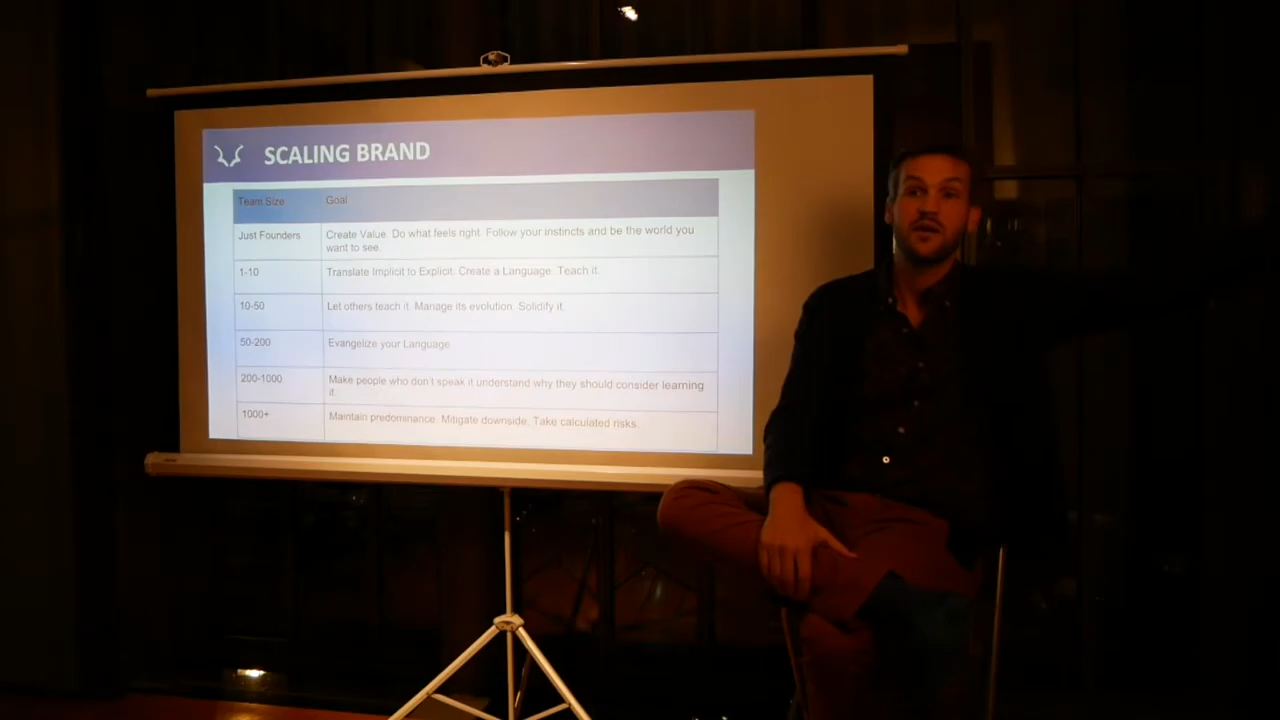 SCALING BRAND
Team Size Goal
Just Founders Create Value. Do what feels right. Follow your instincts and be the world you
want to see.
1-10 Translate Implicit to Explicit. Create a Language. Teach it.
10-50 Let others teach it. Manage its evolution. Solidify it.
50-200 Evangelize your Language
200-1000 Make people who don't speak it understand why they should consider learning
it.
1000+ Maintain predominance. Mitigate downside. Take calculated risks.